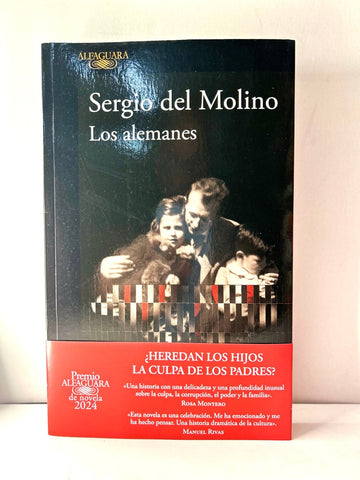 ALFAGUARA
Sergio del Molino
Los alemanes
¿HEREDAN LOS HIJOS
LA CULPA DE LOS PADRES?
Premio
ALFAGUARA
de novela
2024
«Una historia con una delicadeza y una profundidad inusual
sobre la culpa, la corrupción, el poder y la familia».
ROSA MONTERO
«Esta novela es una celebración. Me ha emocionado y me
ha hecho pensar. Una historia dramática de la cultura».
MANUEL RIVAS